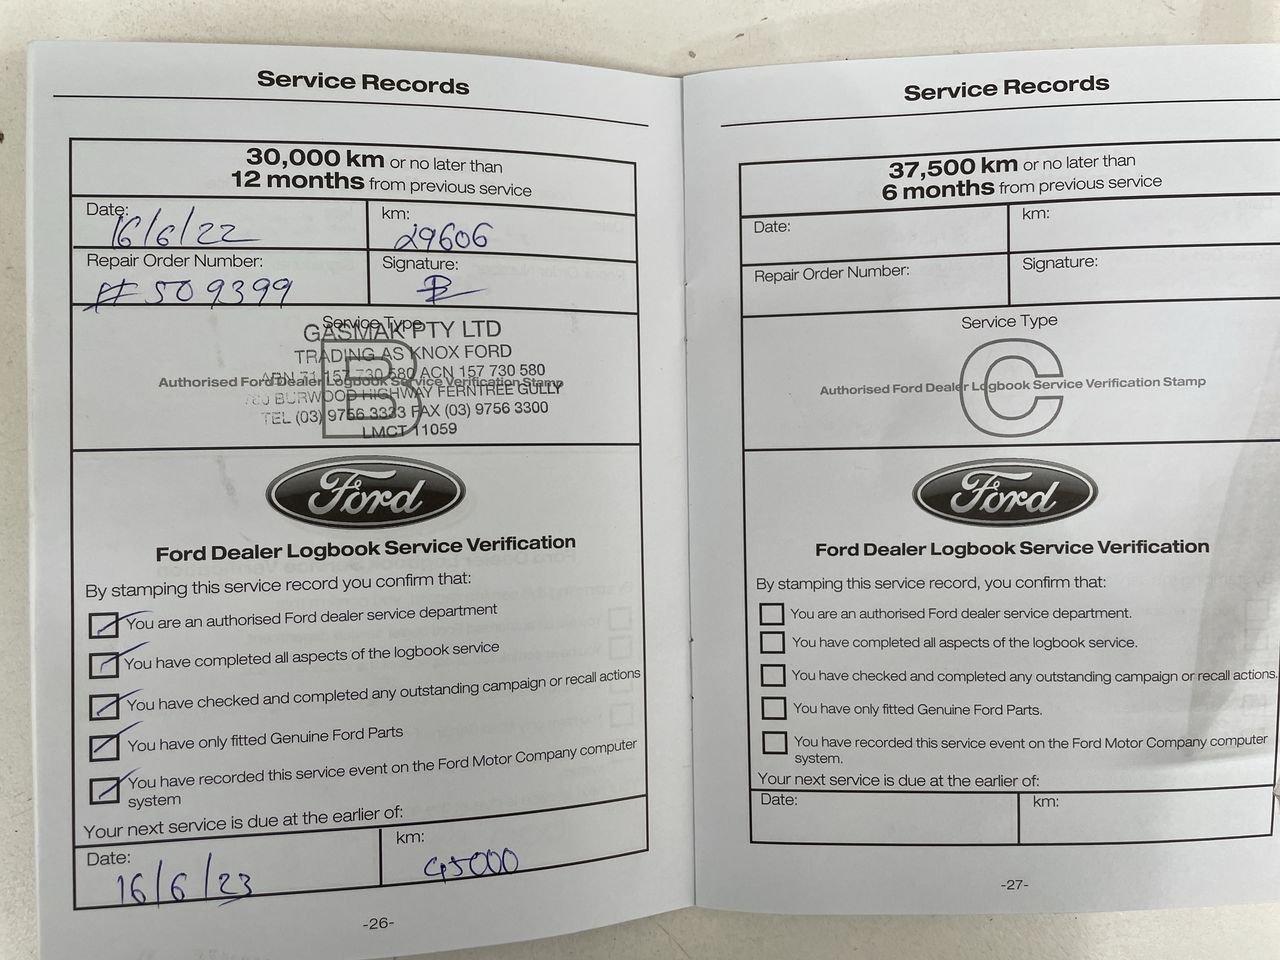 Service Records
30,000 km or no later than
12 months from previous service
Date:
16/6/22
km:
29606
Repair Order Number:
#509399
Signature:
Service Type
GASMAK PTY LTD
TRADING AS KNOX FORD
ABN 31 157 730 580 ACN 157 730 580
Authorised Ford Dealer Logbook Service Verification Stamp
B
BURWOOD HIGHWAY FERNTREE GULLY
TEL (03) 9756 3333 FAX (03) 9756 3300
LMCT 11059
Ford
Ford Dealer Logbook Service Verification
By stamping this service record you confirm that:
You are an authorised Ford dealer service department
You have completed all aspects of the logbook service
You have checked and completed any outstanding campaign or recall actions
You have only fitted Genuine Ford Parts
You have recorded this service event on the Ford Motor Company computer
system
Your next service is due at the earlier of:
Date:
16/6/23
km:
45000
-26-
Service Records
37,500 km or no later than
6 months from previous service
Date:
km:
Repair Order Number:
Signature:
Service Type
Authorised Ford Dealer Logbook Service Verification Stamp
C
Ford
Ford Dealer Logbook Service Verification
By stamping this service record, you confirm that:
You are an authorised Ford dealer service department.
You have completed all aspects of the logbook service.
You have checked and completed any outstanding campaign or recall actions.
You have only fitted Genuine Ford Parts.
You have recorded this service event on the Ford Motor Company computer
system.
Your next service is due at the earlier of:
Date:
km:
-27-